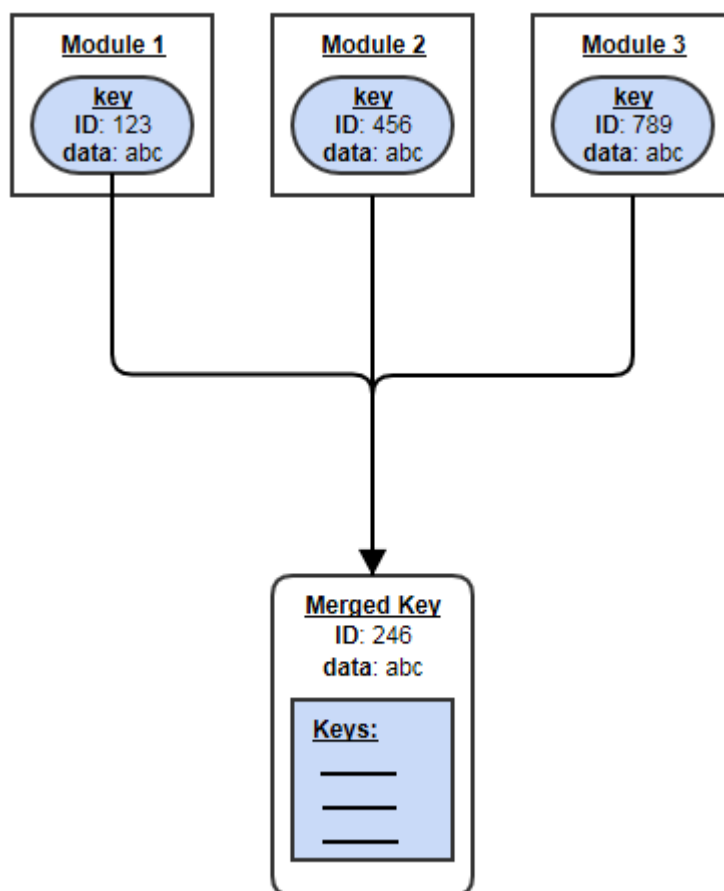 Module 1
key
ID: 123
data: abc
Module 2
key
ID: 456
data: abc
Module 3
key
ID: 789
data: abc
Merged Key
ID: 246
data: abc
Keys: